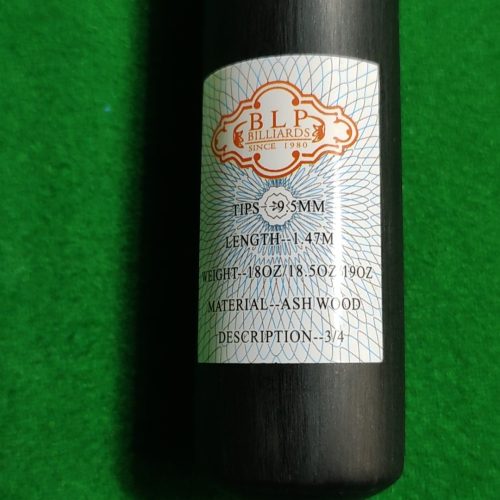 BLP
BILLIARDS
SINCE 1980
TIPS--9.5MM
LENGTH--1.47M
WEIGHT--18OZ/18.5OZ/19OZ
MATERIAL--ASH WOOD
DESCRIPTION--3/4